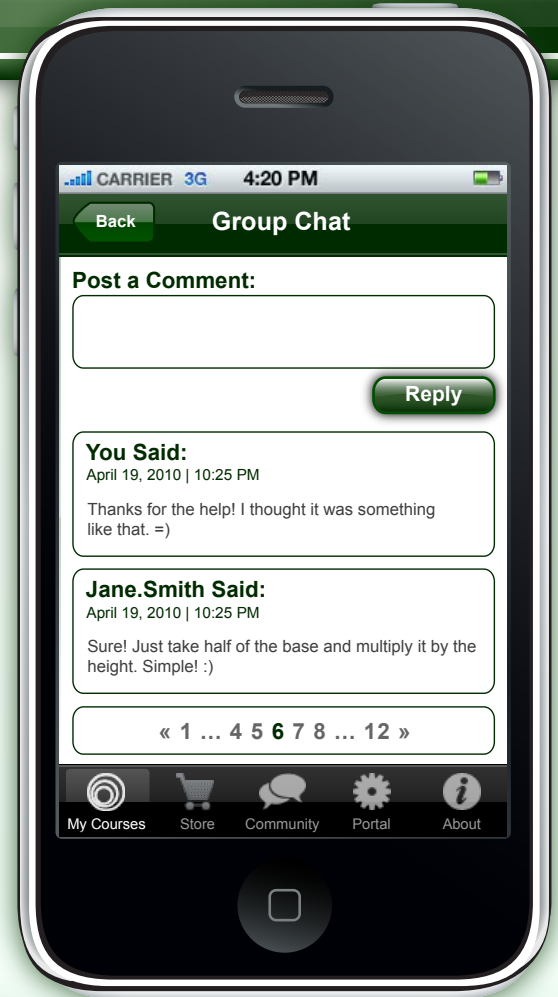 CARRIER 3G 4:20 PM
Back Group Chat
Post a Comment:
Reply
You Said:
April 19, 2010 | 10:25 PM
Thanks for the help! I thought it was something
like that. =)
Jane.Smith Said:
April 19, 2010 | 10:25 PM
Sure! Just take half of the base and multiply it by the
height. Simple! :)
« 1 ... 4 5 6 7 8 ... 12 »
My Courses Store Community Portal About